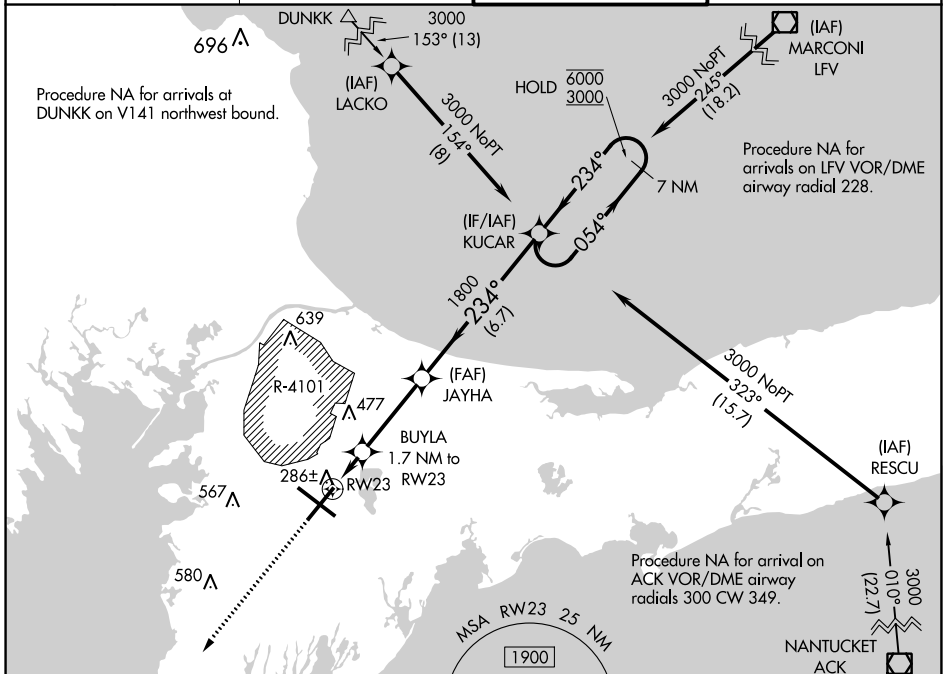 DUNKK
3000
153° (13)
696
(IAF)
LACKO
Procedure NA for arrivals at
DUNKK on V141 northwest bound.
3000 NoPT
154°
(8)
HOLD
6000
3000
(IAF)
MARCONI
LFV
3000 NoPT
245°
(18.2)
Procedure NA for
arrivals on LFV VOR/DME
airway radial 228.
234°
7 NM
054°
(IF/IAF)
KUCAR
1800
234°
(6.7)
639
R-4101
(FAF)
JAYHA
477
BUYLA
1.7 NM to
RW23
286±
RW23
567
580
3000 NoPT
323°
(15.7)
(IAF)
RESCU
Procedure NA for arrival on
ACK VOR/DME airway
radials 300 CW 349.
3000
010°
(22.7)
NANTUCKET
ACK
MSA RW23 25 NM
1900